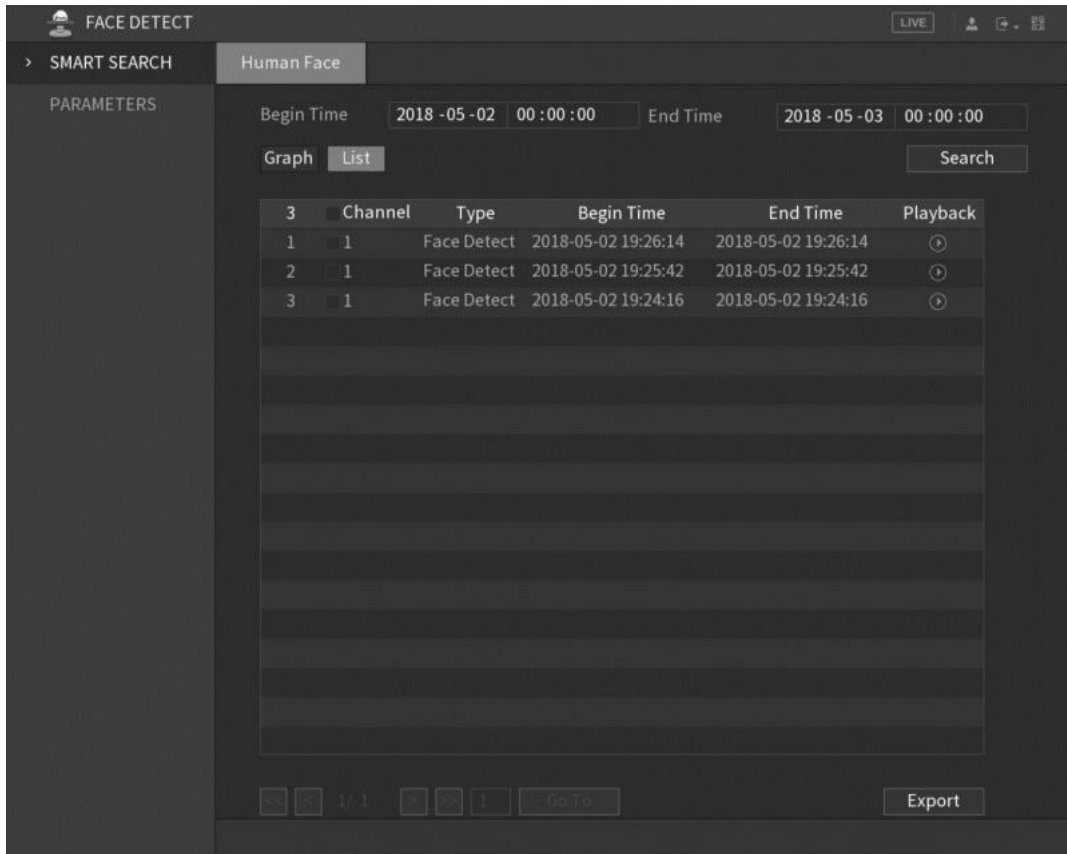 FACE DETECT LIVE
> SMART SEARCH Human Face
PARAMETERS
Begin Time 2018 -05 -02 00 : 00 : 00 End Time 2018 -05 -03 00 : 00 : 00
Graph List Search
3 Channel Type Begin Time End Time Playback
1 1 Face Detect 2018-05-02 19:26:14 2018-05-02 19:26:14
2 1 Face Detect 2018-05-02 19:25:42 2018-05-02 19:25:42
3 1 Face Detect 2018-05-02 19:24:16 2018-05-02 19:24:16
<< < 1/ 1 > >> 1 Go To Export